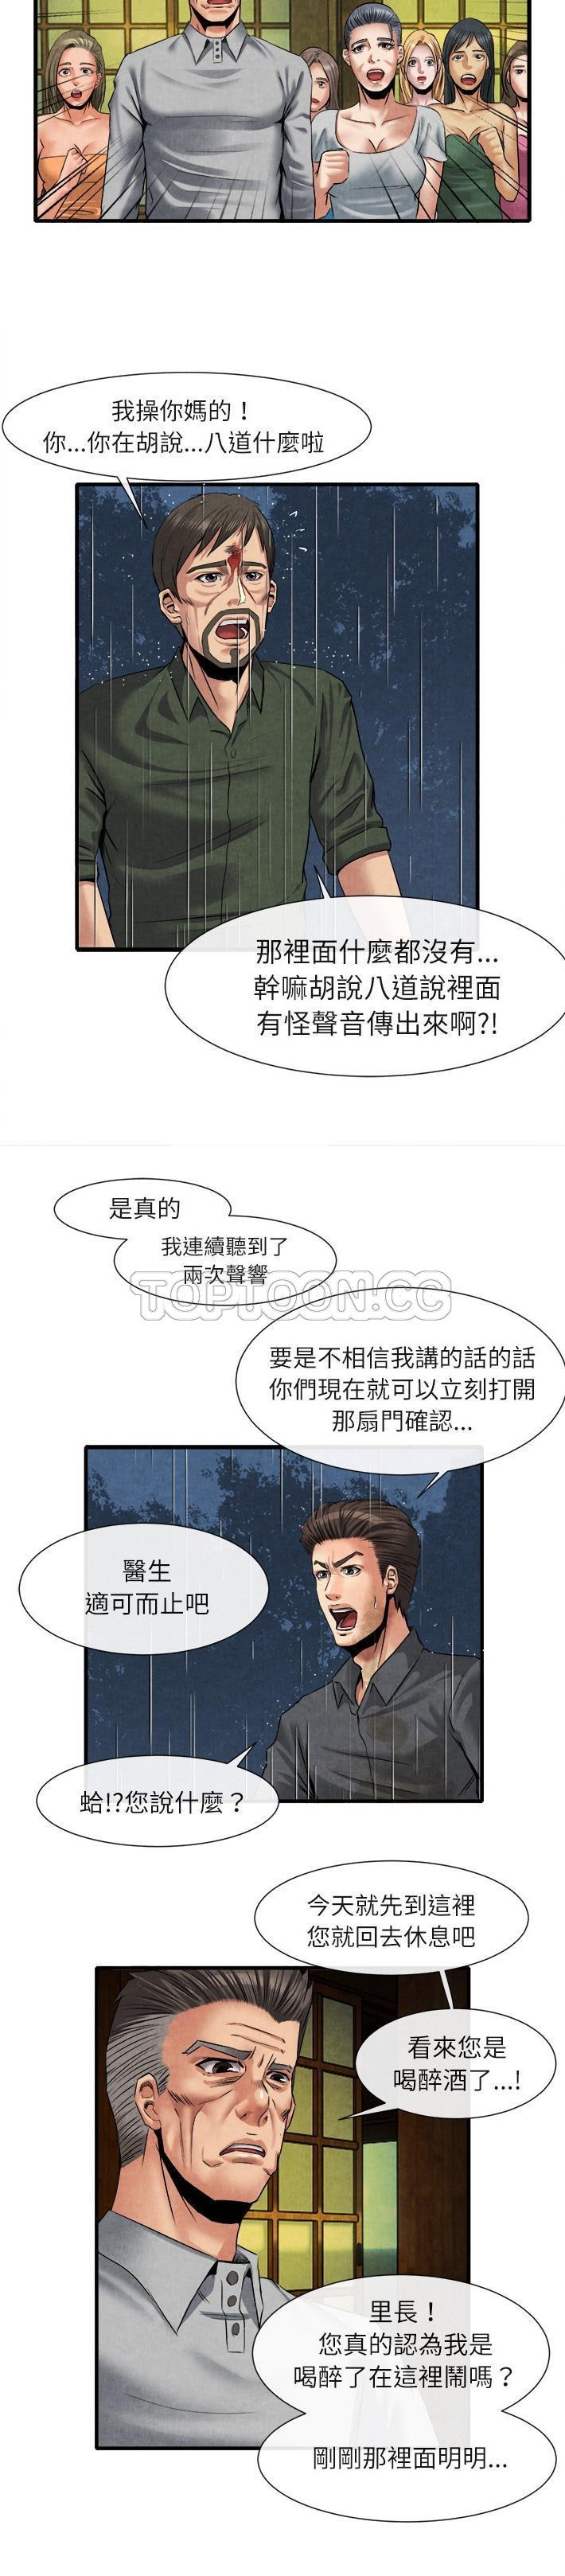 我操你媽的！
你...你在胡說...八道什麼啦
那裡面什麼都沒有...
幹嘛胡說八道說裡面
有怪聲音傳出來啊?!
是真的
我連續聽到了
兩次聲響
TOPTOON.CC
要是不相信我講的話的話
你們現在就可以立刻打開
那扇門確認...
醫生
適可而止吧
蛤!?您說什麼？
今天就先到這裡
您就回去休息吧
看來您是
喝醉酒了...!
里長！
您真的認為我是
喝醉了在這裡鬧嗎？
剛剛那裡面明明...